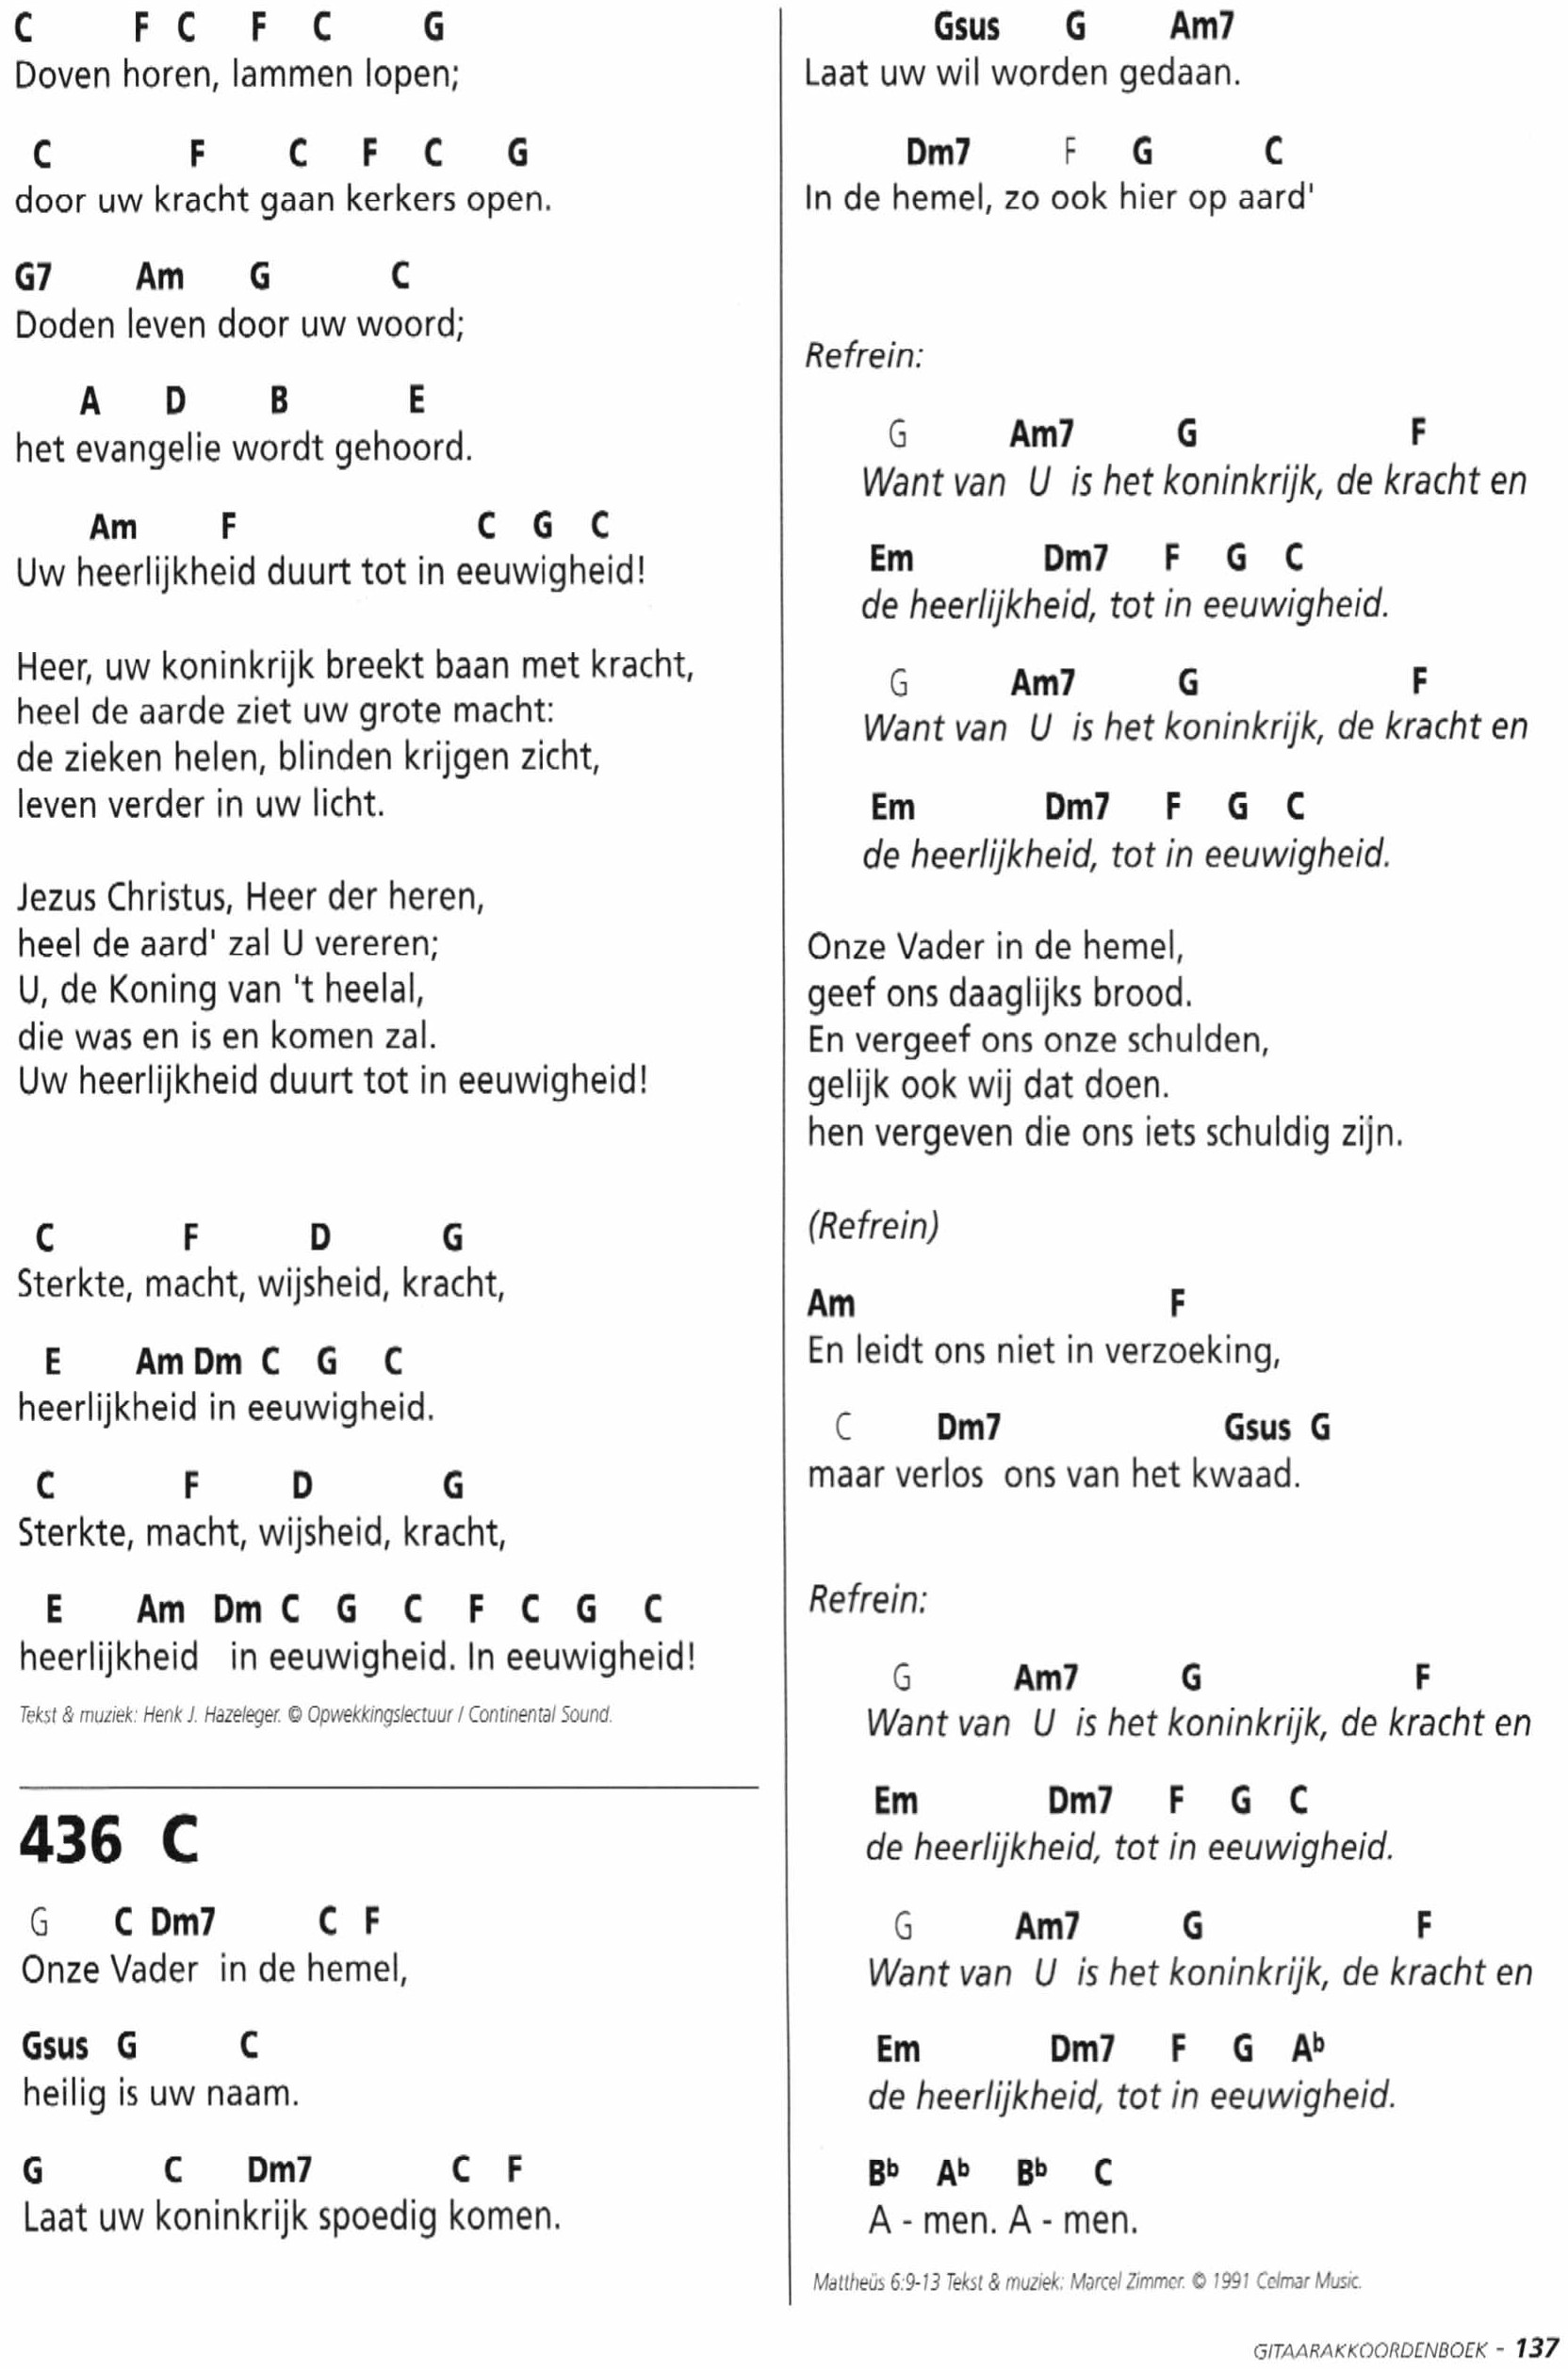 C F C F C G
Doven horen, lammen lopen;
C F C F C G
door uw kracht gaan kerkers open.
G7 Am G C
Doden leven door uw woord;
A D B E
het evangelie wordt gehoord.
Am F C G C
Uw heerlijkheid duurt tot in eeuwigheid!
Heer, uw koninkrijk breekt baan met kracht,
heel de aarde ziet uw grote macht:
de zieken helen, blinden krijgen zicht,
leven verder in uw licht.
Jezus Christus, Heer der heren,
heel de aard' zal U vereren;
U, de Koning van 't heelal,
die was en is en komen zal.
Uw heerlijkheid duurt tot in eeuwigheid!
C F D G
Sterkte, macht, wijsheid, kracht,
E Am Dm C G C
heerlijkheid in eeuwigheid.
C F D G
Sterkte, macht, wijsheid, kracht,
E Am Dm C G C F C G C
heerlijkheid in eeuwigheid. In eeuwigheid!
Tekst & muziek: Henk J. Hazeleger. © Opwekkingslectuur / Continental Sound.
436 C
G C Dm7 C F
Onze Vader in de hemel,
Gsus G C
heilig is uw naam.
G C Dm7 C F
Laat uw koninkrijk spoedig komen.
Gsus G Am7
Laat uw wil worden gedaan.
Dm7 F G C
In de hemel, zo ook hier op aard'
Refrein:
G Am7 G F
Want van U is het koninkrijk, de kracht en
Em Dm7 F G C
de heerlijkheid, tot in eeuwigheid.
G Am7 G F
Want van U is het koninkrijk, de kracht en
Em Dm7 F G C
de heerlijkheid, tot in eeuwigheid.
Onze Vader in de hemel,
geef ons daaglijks brood.
En vergeef ons onze schulden,
gelijk ook wij dat doen.
hen vergeven die ons iets schuldig zijn.
(Refrein)
Am F
En leidt ons niet in verzoeking,
C Dm7 Gsus G
maar verlos ons van het kwaad.
Refrein:
G Am7 G F
Want van U is het koninkrijk, de kracht en
Em Dm7 F G C
de heerlijkheid, tot in eeuwigheid.
G Am7 G F
Want van U is het koninkrijk, de kracht en
Em Dm7 F G Ab
de heerlijkheid, tot in eeuwigheid.
Bb Ab Bb C
A - men. A - men.
Mattheüs 6:9-13 Tekst & muziek: Marcel Zimmer. © 1991 Celmar Music.
GITAARAKKOORDENBOEK - 137